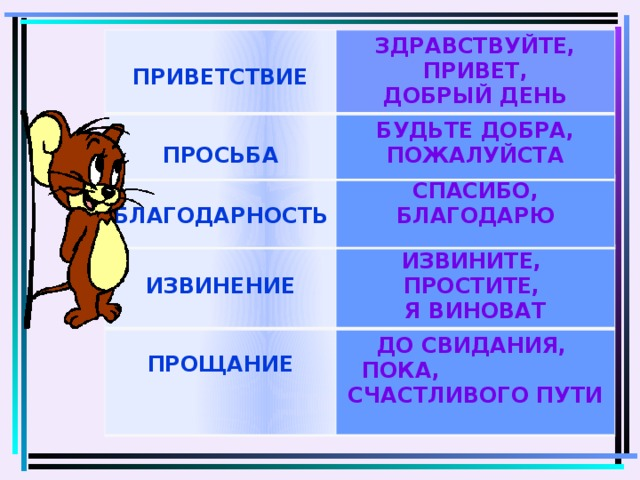 ПРИВЕТСТВИЕ
ЗДРАВСТВУЙТЕ,
ПРИВЕТ,
ДОБРЫЙ ДЕНЬ
ПРОСЬБА
БУДЬТЕ ДОБРА,
ПОЖАЛУЙСТА
БЛАГОДАРНОСТЬ
СПАСИБО,
БЛАГОДАРЮ
ИЗВИНЕНИЕ
ИЗВИНИТЕ,
ПРОСТИТЕ,
Я ВИНОВАТ
ПРОЩАНИЕ
ДО СВИДАНИЯ,
ПОКА,
СЧАСТЛИВОГО ПУТИ